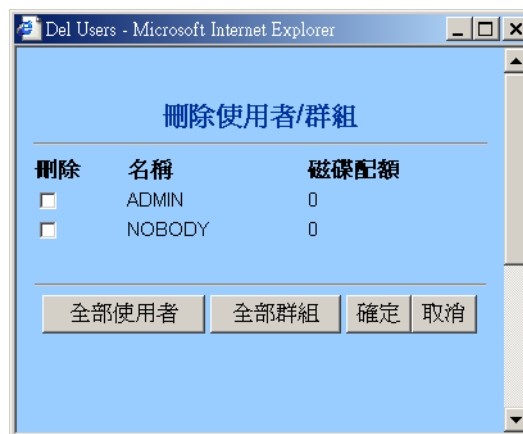 Del Users - Microsoft Internet Explorer
刪除使用者/群組
刪除 名稱 磁碟配額
ADMIN 0
NOBODY 0
全部使用者 全部群組 確定 取消